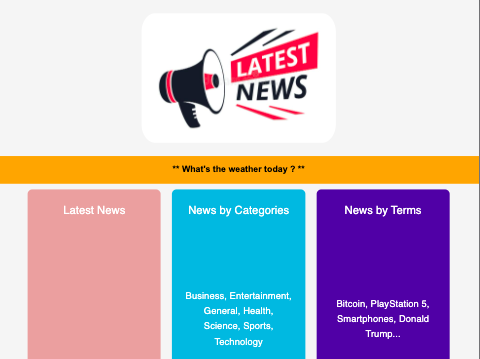 LATEST
NEWS
** What's the weather today ? **
Latest News
News by Categories
Business, Entertainment,
General, Health,
Science, Sports,
Technology
News by Terms
Bitcoin, PlayStation 5,
Smartphones, Donald
Trump...